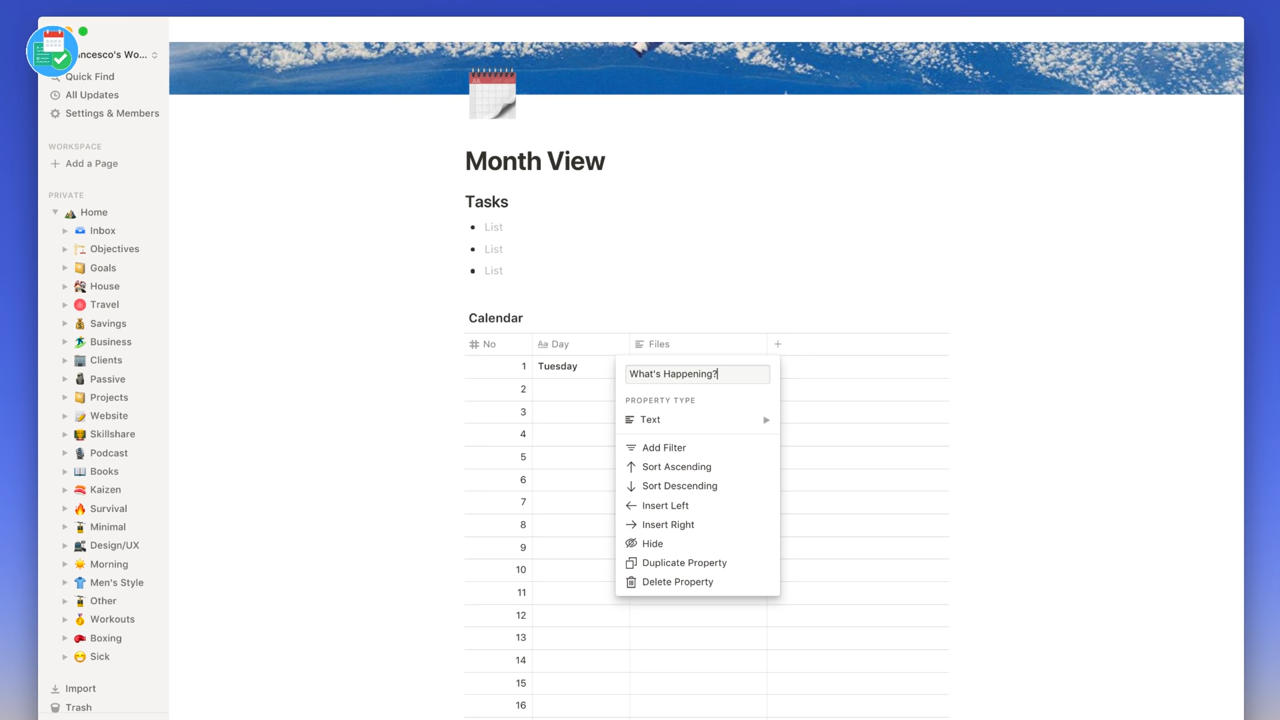 ncesco's Wo...
Quick Find
All Updates
Settings & Members
WORKSPACE
Add a Page
PRIVATE
Home
Inbox
Objectives
Goals
House
Travel
Savings
Business
Clients
Passive
Projects
Website
Skillshare
Podcast
Books
Kaizen
Survival
Minimal
Design/UX
Morning
Men's Style
Other
Workouts
Boxing
Sick
Import
Trash
Month View
Tasks
• List
• List
• List
Calendar
No Aa Day Files +
1 Tuesday
2
3
4
5
6
7
8
9
10
11
12
13
14
15
16
What's Happening?
PROPERTY TYPE
Text
Add Filter
Sort Ascending
Sort Descending
Insert Left
Insert Right
Hide
Duplicate Property
Delete Property